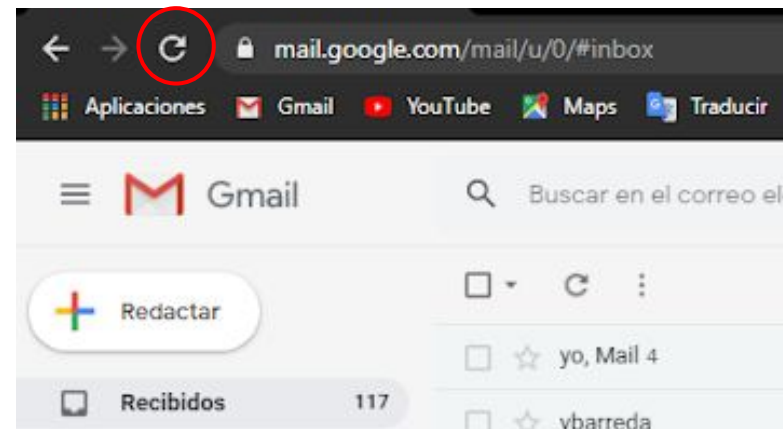 mail.google.com/mail/u/0/#inbox
Aplicaciones Gmail YouTube Maps Traducir
Gmail Buscar en el correo el
Redactar
yo, Mail 4
Recibidos 117
ybarreda